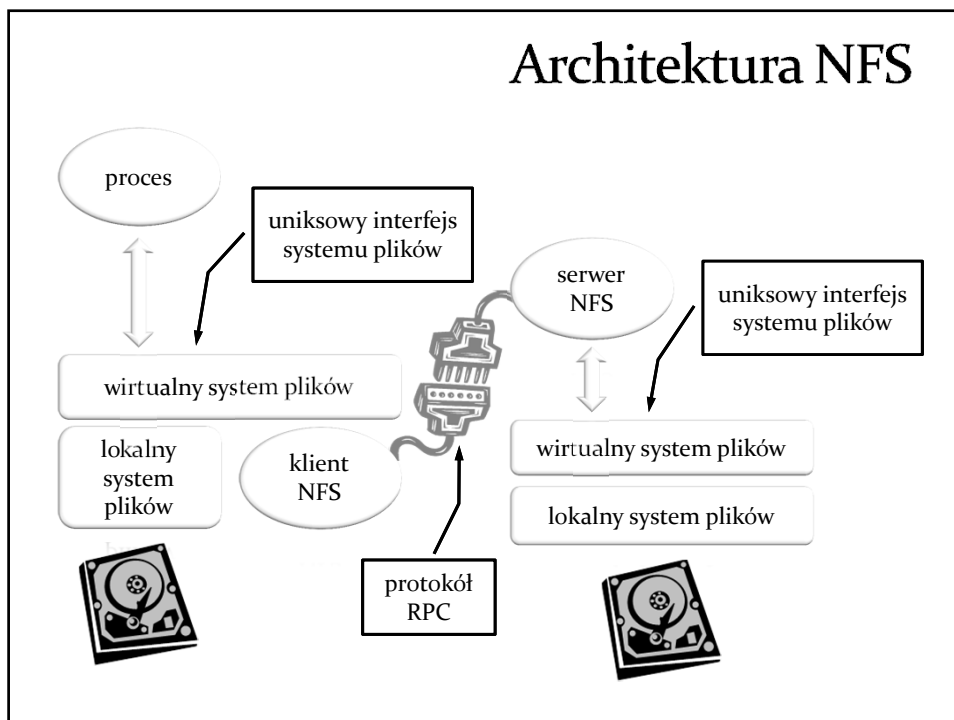 Architektura NFS
proces
uniksowy interfejs
systemu plików
serwer
NFS
uniksowy interfejs
systemu plików
wirtualny system plików
lokalny
system
plików
klient
NFS
wirtualny system plików
lokalny system plików
protokół
RPC